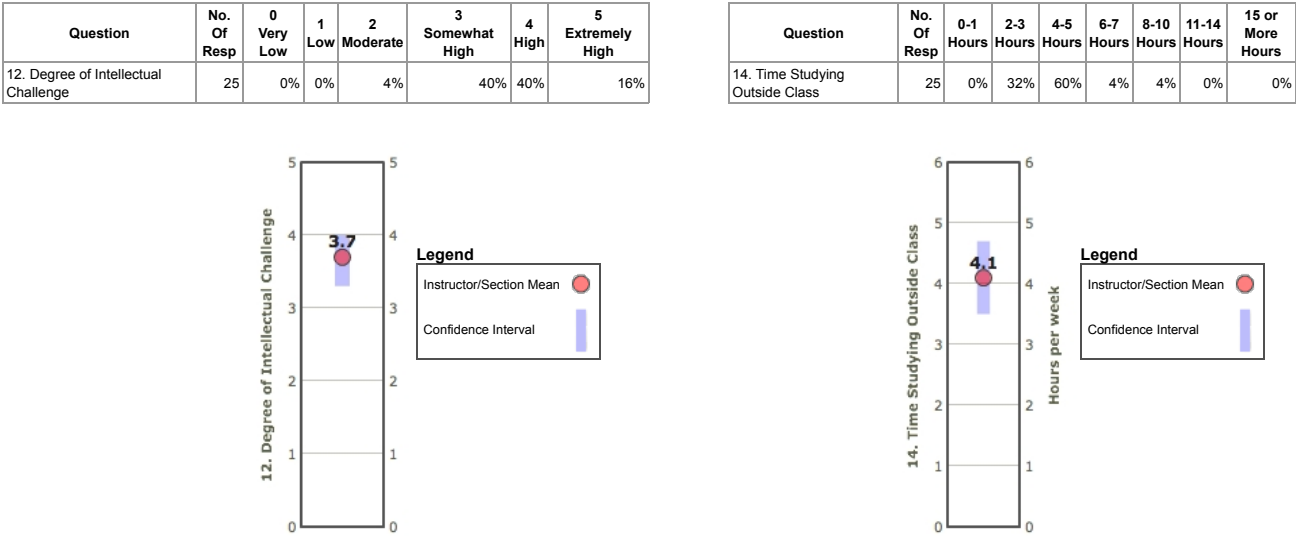 Question No. Of Resp 0 Very Low 1 Low 2 Moderate 3 Somewhat High 4 High 5 Extremely High
12. Degree of Intellectual Challenge 25 0% 0% 4% 40% 40% 16%
Question No. Of Resp 0-1 Hours 2-3 Hours 4-5 Hours 6-7 Hours 8-10 Hours 11-14 Hours 15 or More Hours
14. Time Studying Outside Class 25 0% 32% 60% 4% 4% 0% 0%
12. Degree of Intellectual Challenge
5 5
4 4
3.7
3 3
2 2
1 1
0 0
Legend
Instructor/Section Mean
Confidence Interval
14. Time Studying Outside Class
6 6
5 5
4.1
4 4
3 3
2 2
1 1
0 0
Hours per week
Legend
Instructor/Section Mean
Confidence Interval